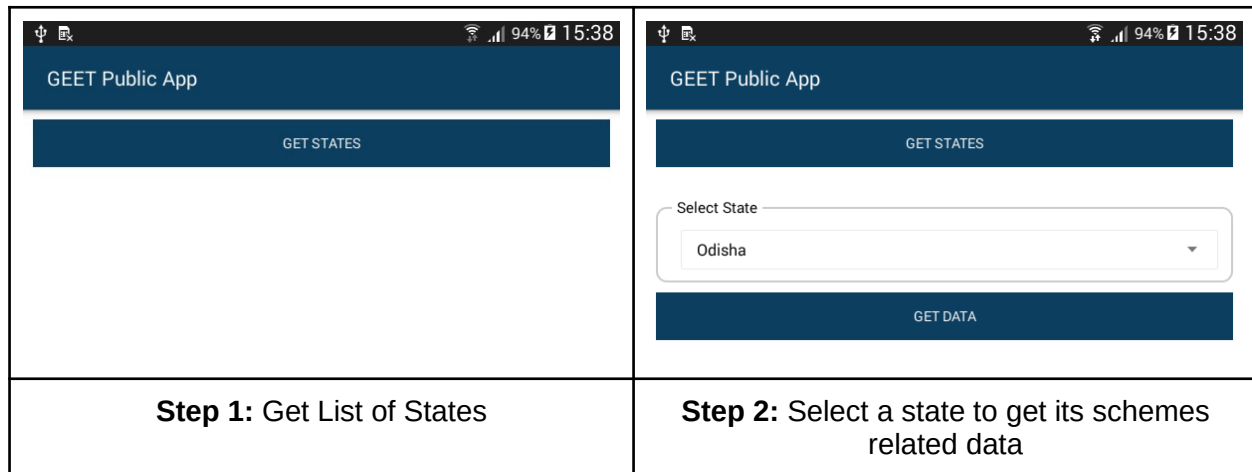 94% 15:38
GEET Public App
GET STATES
94% 15:38
GEET Public App
GET STATES
Select State
Odisha
GET DATA
Step 1: Get List of States
Step 2: Select a state to get its schemes
related data